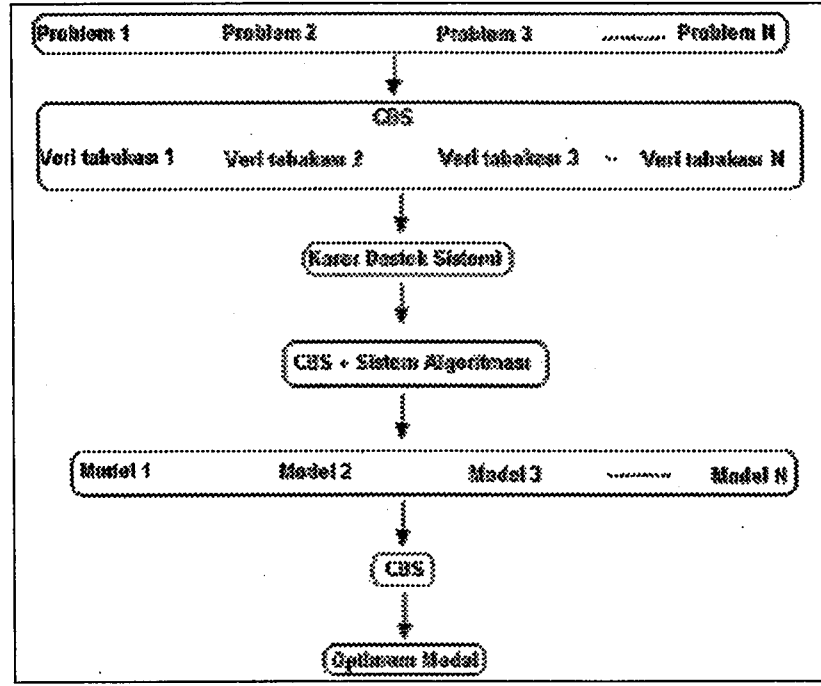 Problem 1 Problem 2 Problem 3 ............ Problem N
CBS
Veri tabakası 1 Veri tabakası 2 Veri tabakası 3 .. Veri tabakası N
Karar Destek Sistemi
CBS + Sistem Algoritması
Model 1 Model 2 Model 3 ............ Model N
CBS
Optimum Model